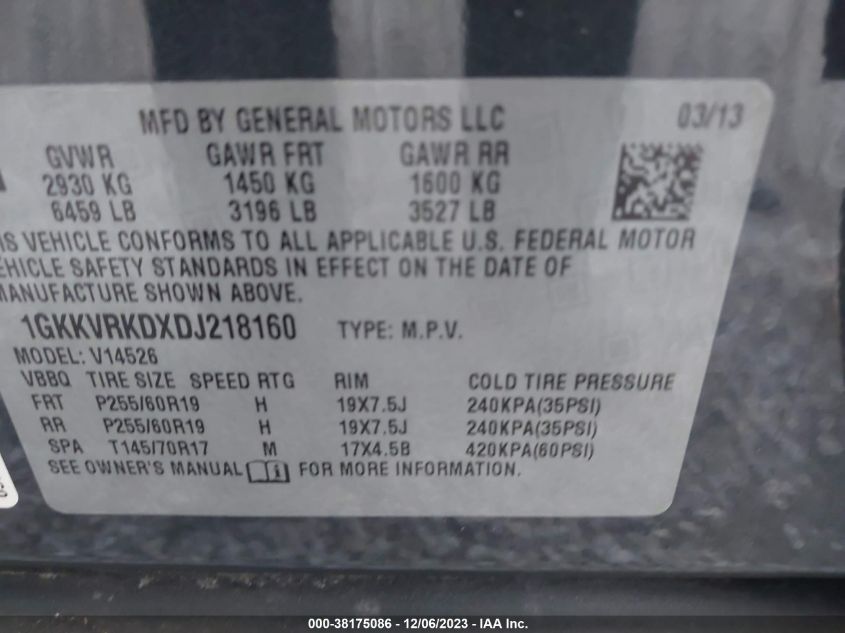 MFD BY GENERAL MOTORS LLC 03/13
GVWR GAWR FRT GAWR RR
2930 KG 1450 KG 1600 KG
6459 LB 3196 LB 3527 LB
IS VEHICLE CONFORMS TO ALL APPLICABLE U.S. FEDERAL MOTOR
EHICLE SAFETY STANDARDS IN EFFECT ON THE DATE OF
MANUFACTURE SHOWN ABOVE.
1GKKVRKDXDJ218160 TYPE: M.P.V.
MODEL: V14526
VBBQ TIRE SIZE SPEED RTG RIM COLD TIRE PRESSURE
FRT P255/60R19 H 19X7.5J 240KPA(35PSI)
RR P255/60R19 H 19X7.5J 240KPA(35PSI)
SPA T145/70R17 M 17X4.5B 420KPA(60PSI)
SEE OWNER'S MANUAL FOR MORE INFORMATION.
000-38175086 - 12/06/2023 - IAA Inc.